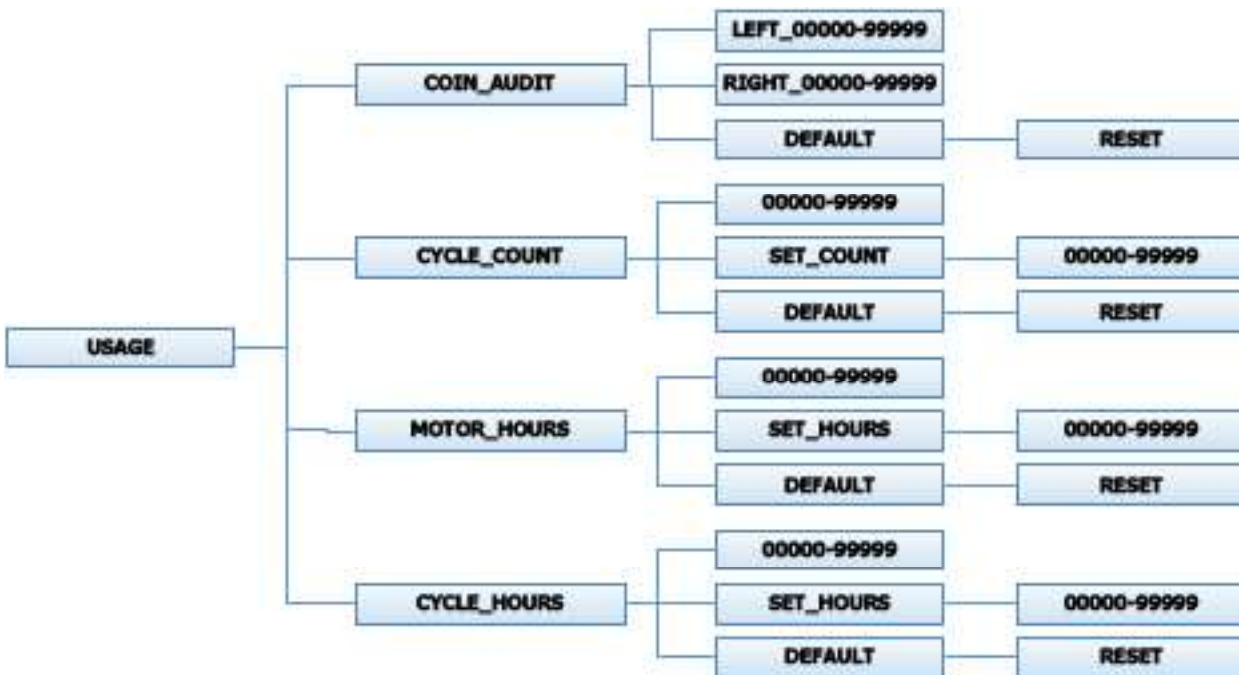 LEFT_00000-99999
COIN_AUDIT
RIGHT_00000-99999
DEFAULT
RESET
00000-99999
CYCLE_COUNT
SET_COUNT
00000-99999
DEFAULT
RESET
USAGE
00000-99999
MOTOR_HOURS
SET_HOURS
00000-99999
DEFAULT
RESET
00000-99999
CYCLE_HOURS
SET_HOURS
00000-99999
DEFAULT
RESET